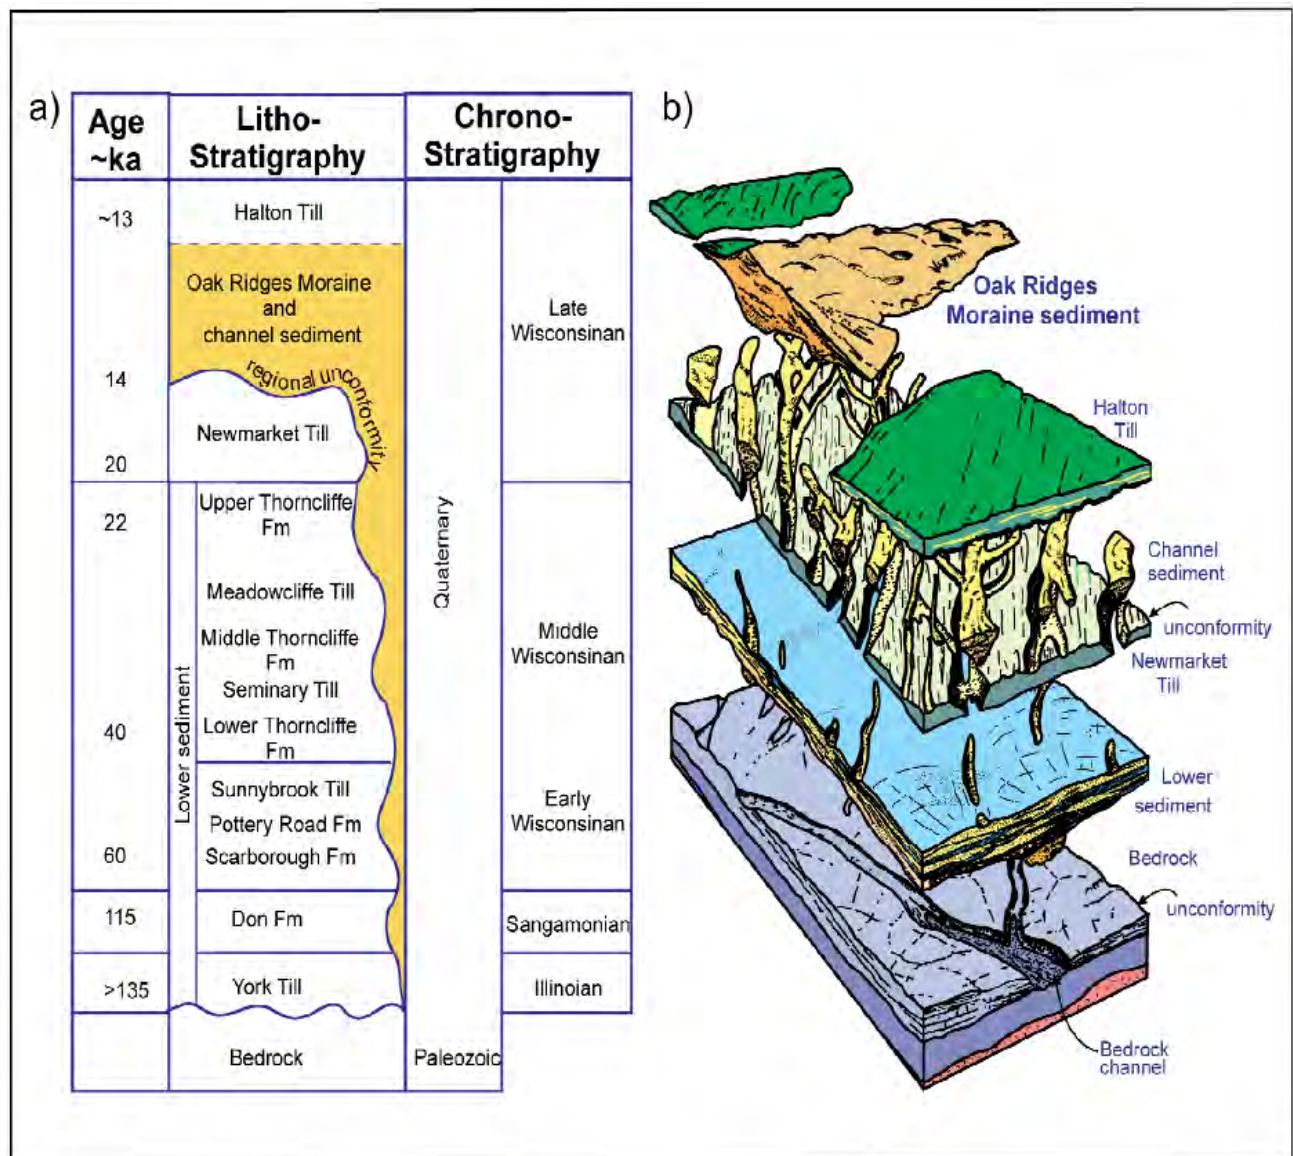 a)
Age
~ka
Litho-
Stratigraphy
Chrono-
Stratigraphy
~13
Halton Till
Oak Ridges Moraine
and
channel sediment
Late
Wisconsinan
14
regional unconformity
Newmarket Till
20
Upper Thorncliffe
Fm
22
Quaternary
Meadowcliffe Till
Middle Thorncliffe
Fm
Middle
Wisconsinan
Seminary Till
Lower sediment
Lower Thorncliffe
Fm
40
Sunnybrook Till
Pottery Road Fm
Early
Wisconsinan
Scarborough Fm
60
115
Don Fm
Sangamonian
>135
York Till
Illinoian
Bedrock
Paleozoic
b)
Oak Ridges
Moraine sediment
Halton
Till
Channel
sediment
unconformity
Newmarket
Till
Lower
sediment
Bedrock
unconformity
Bedrock
channel